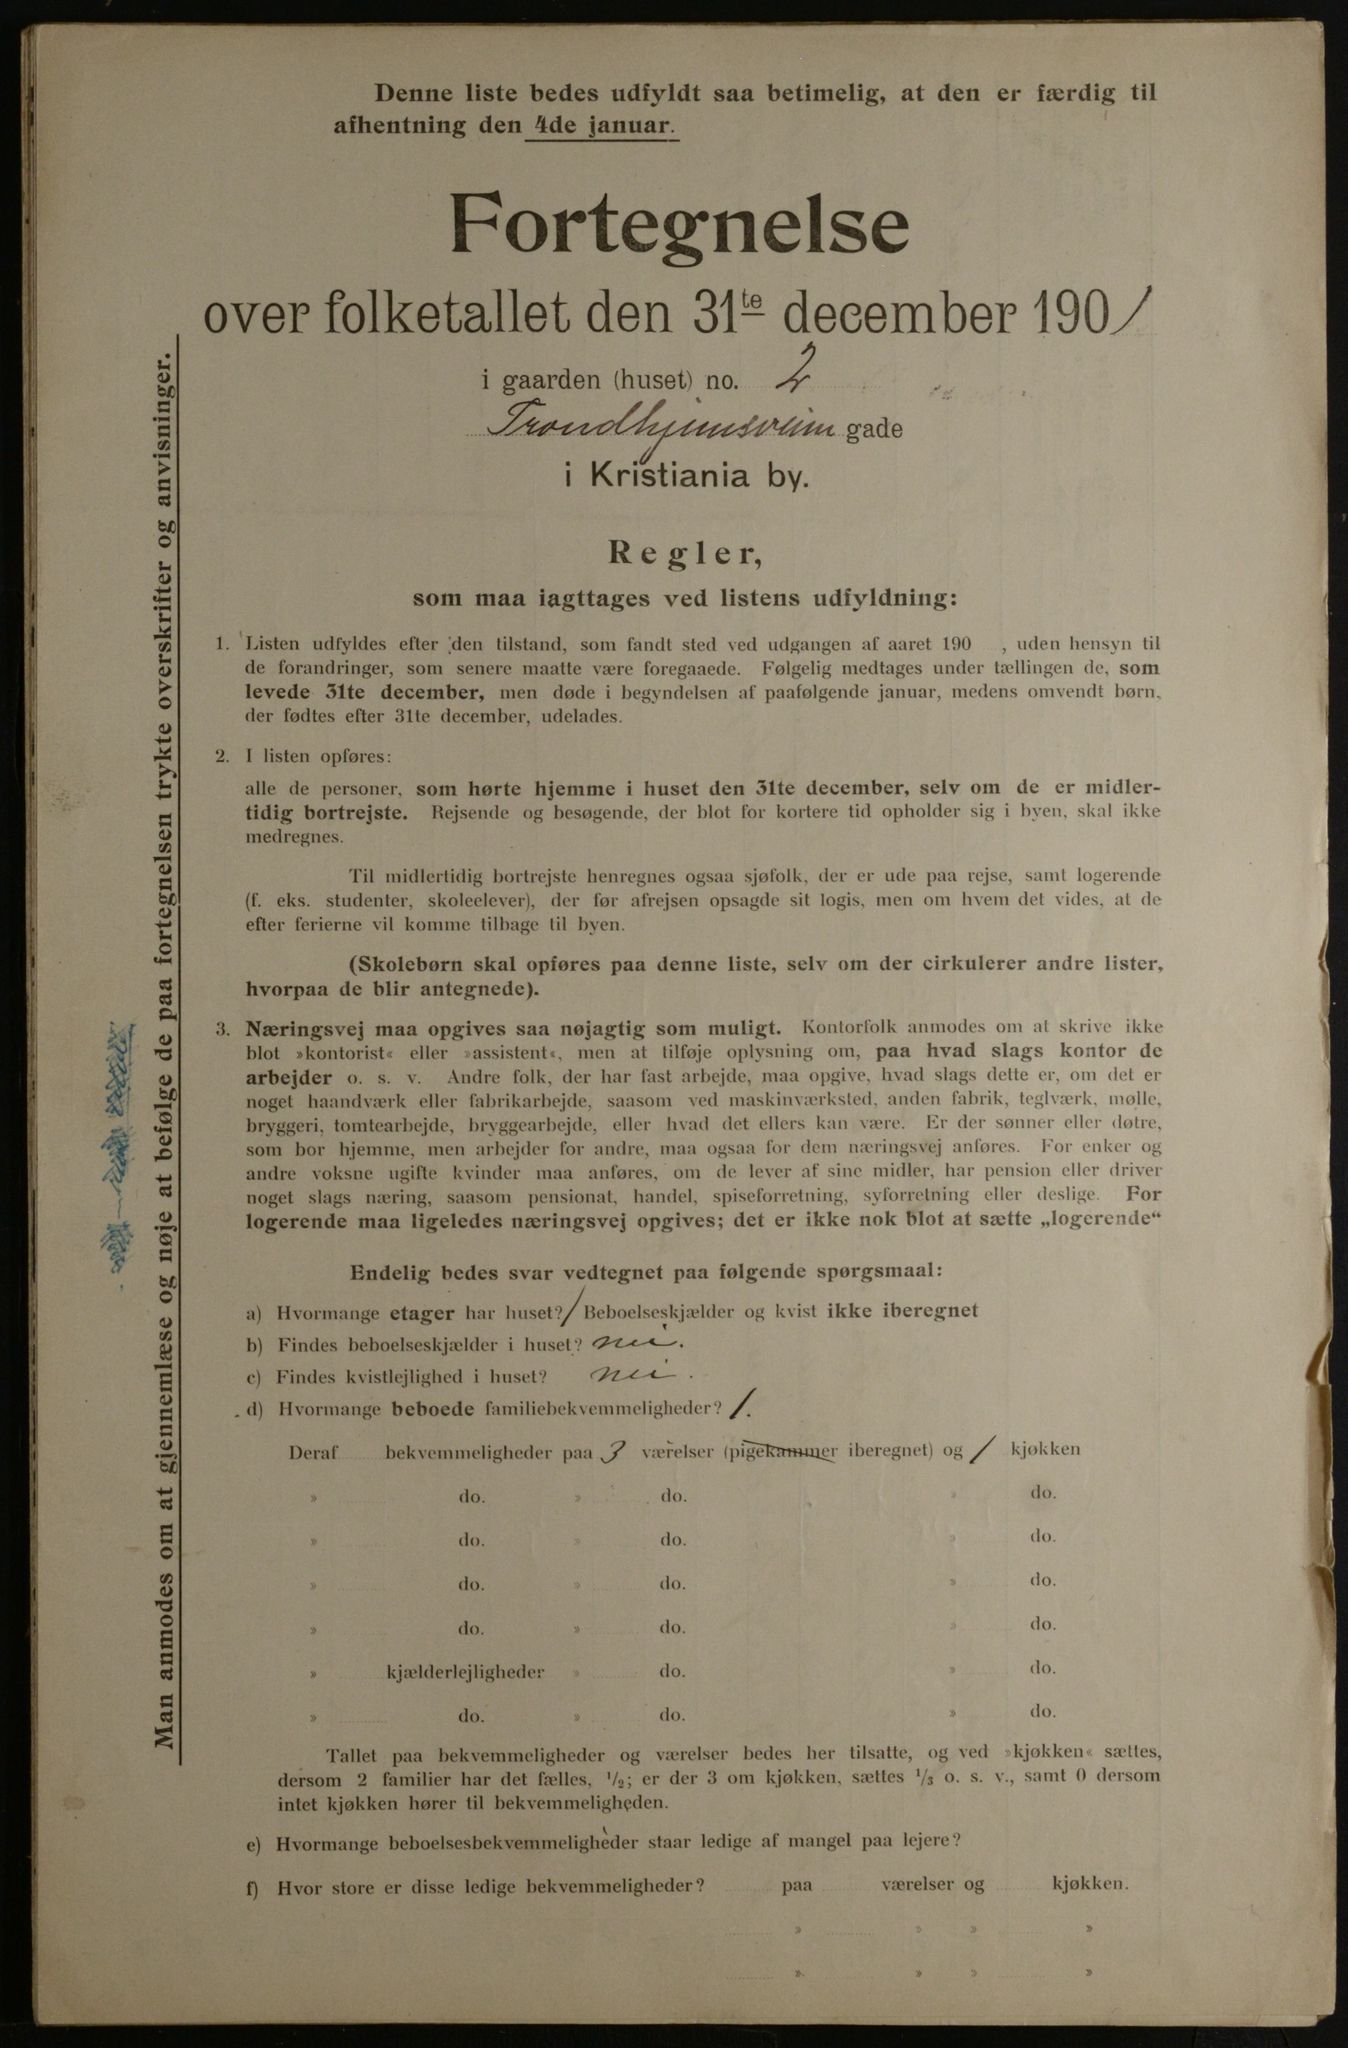 Denne liste bedes udfyldt saa betimelig, at den er færdig til
afhentning den 4de januar.
Fortegnelse
over folketallet den 31te december 1901
i gaarden (huset) no. 2
Trondhjemsveien gade
i Kristiania by.
Regler,
som maa iagttages ved listens udfyldning:
1. Listen udfyldes efter den tilstand, som fandt sted ved udgangen af aaret 190 , uden hensyn til
de forandringer, som senere maatte være foregaaede. Følgelig medtages under tællingen de, som
levede 31te december, men døde i begyndelsen af paafølgende januar, medens omvendt børn,
der fødtes efter 31te december, udelades.
2. I listen opføres:
alle de personer, som hørte hjemme i huset den 31te december, selv om de er midler-
tidig bortrejste. Rejsende og besøgende, der blot for kortere tid opholder sig i byen, skal ikke
medregnes.
Til midlertidig bortrejste henregnes ogsaa sjøfolk, der er ude paa rejse, samt logerende
(f. eks. studenter, skoleelever), der før afrejsen opsagde sit logis, men om hvem det vides, at de
efter ferierne vil komme tilbage til byen.
(Skolebørn skal opføres paa denne liste, selv om der cirkulerer andre lister,
hvorpaa de blir antegnede).
3. Næringsvej maa opgives saa nøjagtig som muligt. Kontorfolk anmodes om at skrive ikke
blot »kontorist« eller »assistent«, men at tilføje oplysning om, paa hvad slags kontor de
arbejder o. s. v. Andre folk, der har fast arbejde, maa opgive, hvad slags dette er, om det er
noget haandværk eller fabrikarbejde, saasom ved maskinværksted, anden fabrik, teglværk, mølle,
bryggeri, tomtearbejde, bryggearbejde, eller hvad det ellers kan være. Er der sønner eller døtre,
som bor hjemme, men arbejder for andre, maa ogsaa for dem næringsvej anføres. For enker og
andre voksne ugifte kvinder maa anføres, om de lever af sine midler, har pension eller driver
noget slags næring, saasom pensionat, handel, spiseforretning, syforretning eller deslige. For
logerende maa ligeledes næringsvej opgives; det er ikke nok blot at sætte „logerende“
Endelig bedes svar vedtegnet paa følgende spørgsmaal:
a) Hvormange etager har huset? 1 Beboelseskjælder og kvist ikke iberegnet
b) Findes beboelseskjælder i huset? nei.
c) Findes kvistlejlighed i huset? nei.
d) Hvormange beboede familiebekvemmeligheder? 1.
Deraf bekvemmeligheder paa 3 værelser (pigekammer iberegnet) og 1 kjøkken
» do. » do. » do.
» do. » do. » do.
» do. » do. » do.
» do. » do. » do.
» kjælderlejligheder » do. » do.
» do. » do. » do.
Tallet paa bekvemmeligheder og værelser bedes her tilsatte, og ved »kjøkken« sættes,
dersom 2 familier har det fælles, 1/2; er der 3 om kjøkken, sættes 1/3 o. s. v., samt 0 dersom
intet kjøkken hører til bekvemmeligheden.
e) Hvormange beboelsesbekvemmeligheder staar ledige af mangel paa lejere?
f) Hvor store er disse ledige bekvemmeligheder? paa værelser og kjøkken.
» » » »
» » » »
Man anmodes om at gjennemlæse og nøje at befølge de paa fortegnelsen trykte overskrifter og anvisninger.